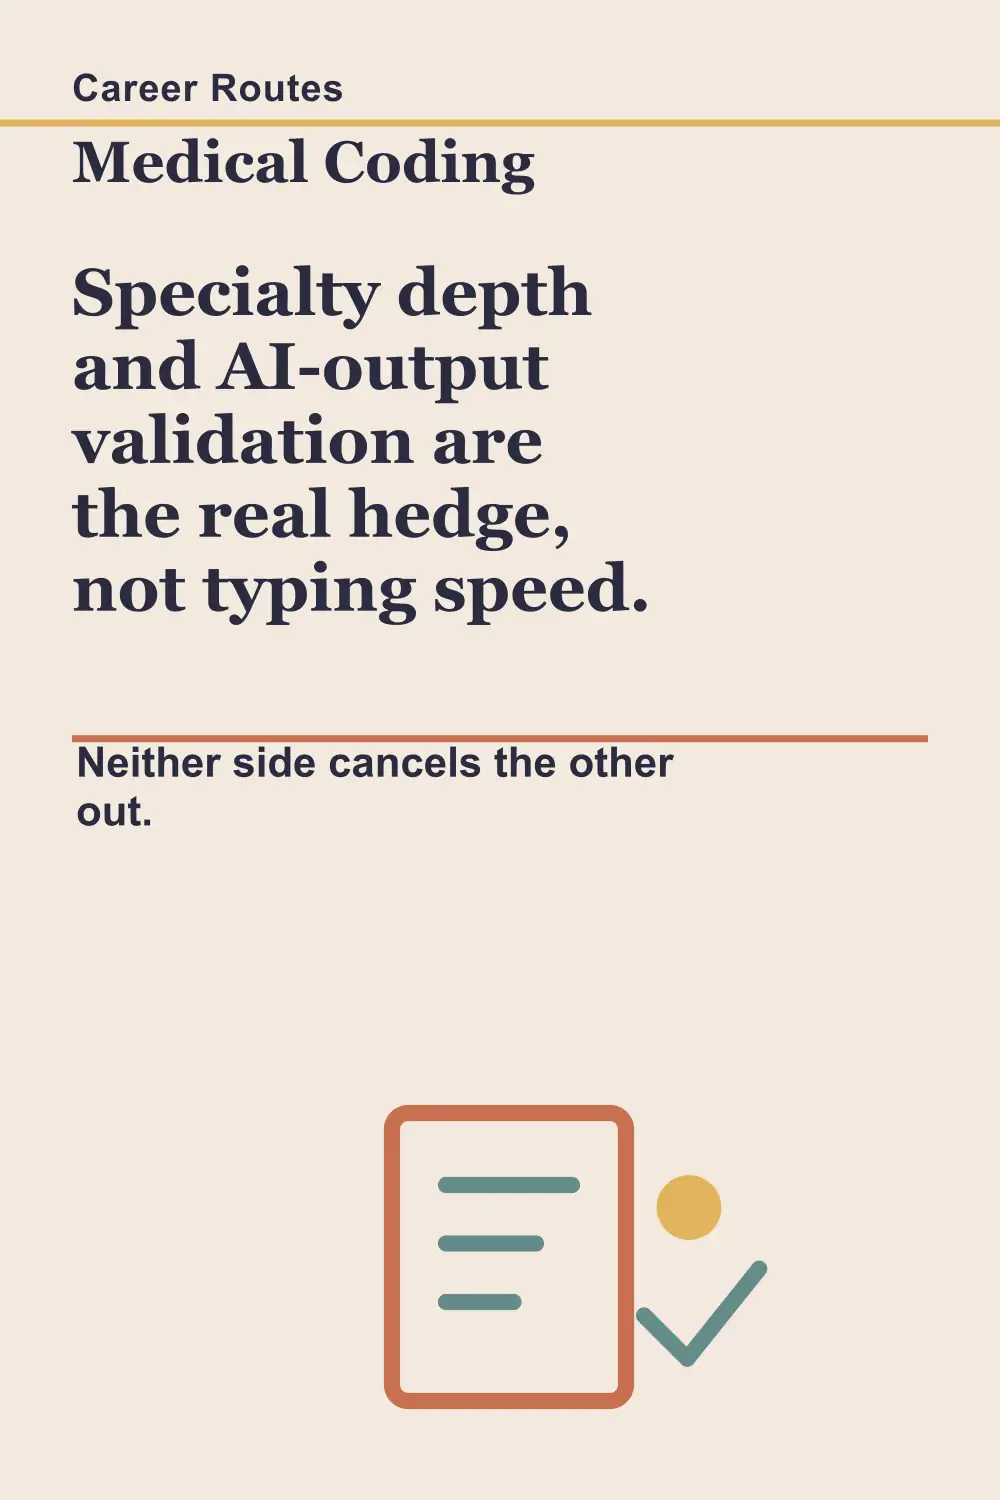 Career Routes
Medical Coding
Specialty depth
and AI-output
validation are
the real hedge,
not typing speed.
Neither side cancels the other
out.